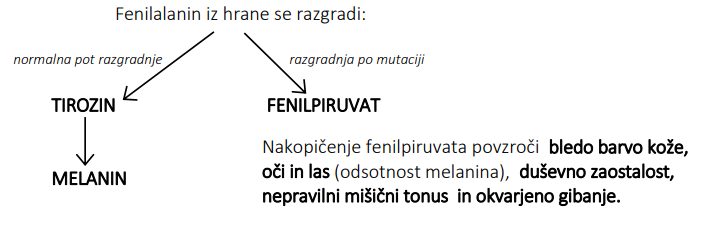 Fenilalanin iz hrane se razgradi:
normalna pot razgradnje
razgradnja po mutaciji
TIROZIN
FENILPIRUVAT
Nakopičenje fenilpiruvata povzroči bledo barvo kože,
oči in las (odsotnost melanina), duševno zaostalost,
nepravilni mišični tonus in okvarjeno gibanje.
MELANIN